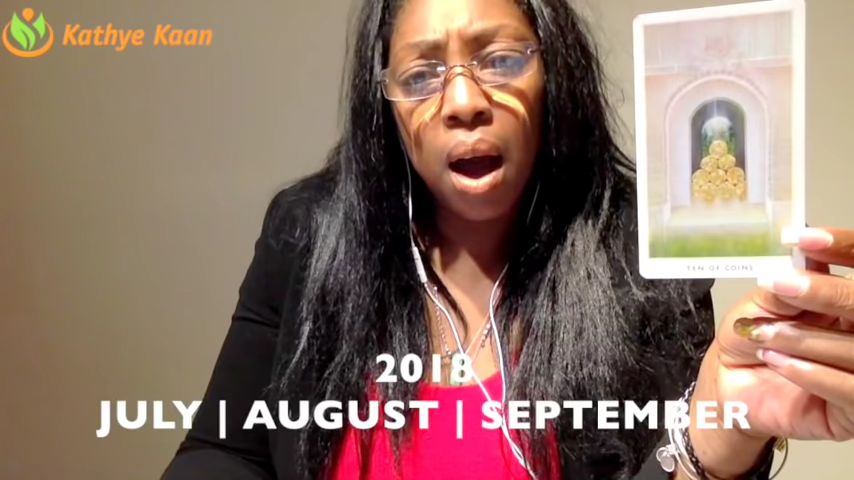 Kathye Kaan
TEN OF COINS
2018
JULY | AUGUST | SEPTEMBER